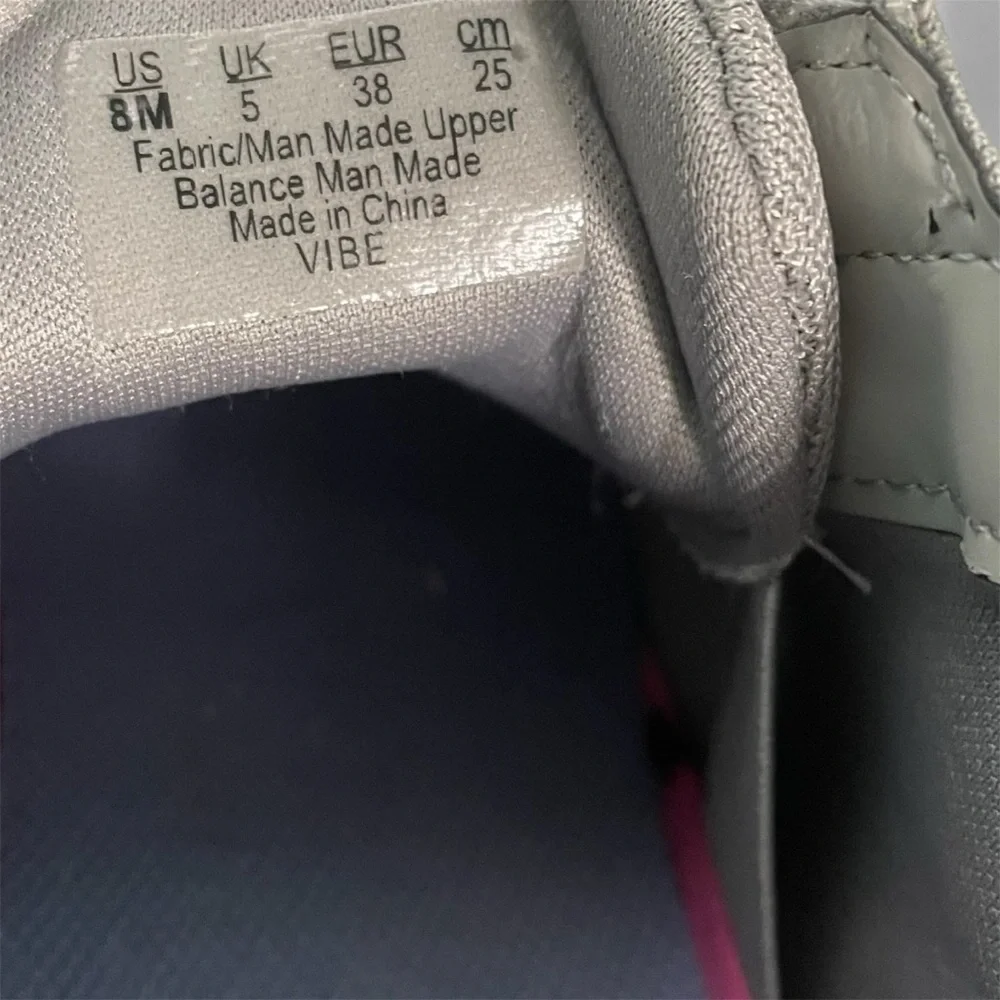 US UK EUR cm
8M 5 38 25
Fabric/Man Made Upper
Balance Man Made
Made in China
VIBE